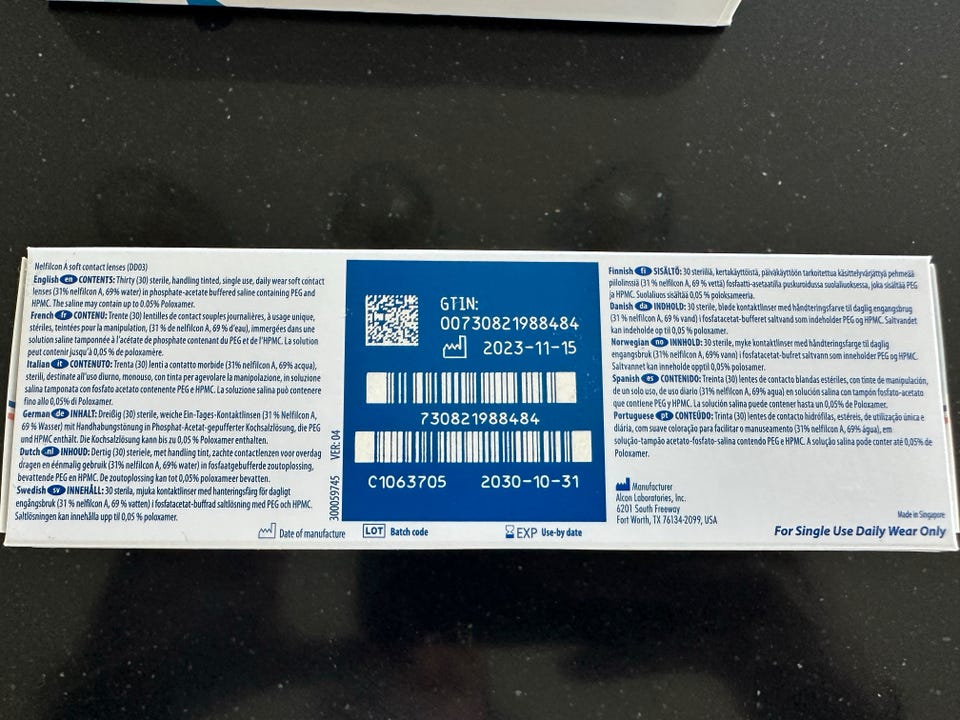 Nelfilcon A soft contact lenses (DD03)
English en CONTENTS: Thirty (30) sterile, handling tinted, single use, daily wear soft contact
lenses (31% nelfilcon A, 69% water) in phosphate-acetate buffered saline containing PEG and
HPMC. The saline may contain up to 0.05% Poloxamer.
French fr CONTENU: Trente (30) lentilles de contact souples journalières, à usage unique,
stériles, teintées pour la manipulation, (31 % de nelfilcon A, 69 % d'eau), immergées dans une
solution saline tamponnée à l'acétate de phosphate contenant du PEG et de l'HPMC. La solution
peut contenir jusqu'à 0,05% de poloxamère.
Italian it CONTENUTO: Trenta (30) lenti a contatto morbide (31% nelfilcon A, 69% acqua),
sterili, destinate all'uso diurno, monouso, con tinta per agevolare la manipolazione, in soluzione
salina tamponata con fosfato acetato contenente PEG e HPMC. La soluzione salina può contenere
fino allo 0,05% di Poloxamer.
German de INHALT: Dreißig (30) sterile, weiche Ein-Tages-Kontaktlinsen (31 % Nelfilcon A,
69 % Wasser) mit Handhabungstönung in Phosphat-Acetat-gepufferter Kochsalzlösung, die PEG
und HPMC enthält. Die Kochsalzlösung kann bis zu 0,05 % Poloxamer enthalten.
Dutch nl INHOUD: Dertig (30) steriele, met handling tint, zachte contactlenzen voor overdag
dragen en éénmalig gebruik (31% nelfilcon A, 69% water) in fosfaatgebufferde zoutoplossing,
bevattende PEG en HPMC. De zoutoplossing kan tot 0,05% poloxameer bevatten.
Swedish sv INNEHÅLL: 30 sterila, mjuka kontaktlinser med hanteringsfärg för dagligt
engångsbruk (31 % nelfilcon A, 69 % vatten) i fosfatacetat-buffrad saltlösning med PEG och HPMC.
Saltlösningen kan innehålla upp til 0,05 % poloxamer.
300059745 VER: 04
GTIN:
00730821988484
2023-11-15
730821988484
C1063705 2030-10-31
Date of manufacture LOT Batch code EXP Use-by date
Finnish fi SISÄLTÖ: 30 steriiliä, kertakäyttöistä, päiväkäyttöön tarkoitettua käsittelyvärjättyä pehmeää
piilolinssiä (31 % nelfilcon A, 69 % vettä) fosfaatti-asetaatilla puskuroidussa suolaliuoksessa, joka sisältää PEG
ja HPMC. Suolaliuos sisältää 0,05 % poloksameeria.
Danish da INDHOLD: 30 sterile, bløde kontaktlinser med håndteringsfarve til daglig engangsbrug
(31 % nelfilcon A, 69 % vand) i fosfatacetat-bufferet saltvand som indeholder PEG og HPMC. Saltvandet
kan indeholde op til 0,05 % poloxamer.
Norwegian no INNHOLD: 30 sterile, myke kontaktlinser med håndteringsfarge til daglig
engangsbruk (31% nelfilcon A, 69% vann) i fosfatacetat-bufret saltvann som inneholder PEG og HPMC.
Saltvannet kan inneholde opptil 0,05% poloxamer.
Spanish es CONTENIDO: Treinta (30) lentes de contacto blandas estériles, con tinte de manipulación,
de un solo uso, de uso diario (31% nelfilcon A, 69% agua) en solución salina con tampón fosfato-acetato
que contiene PEG y HPMC. La solución salina puede contener hasta un 0,05% de Poloxamer.
Portuguese pt CONTEÚDO: Trinta (30) lentes de contacto hidrófilas, estéreis, de utilização única e
diária, com suave coloração para facilitar o manuseamento (31% nelfilcon A, 69% água), em
solução-tampão acetato-fosfato-salina contendo PEG e HPMC. A solução salina pode conter até 0,05% de
Poloxamer.
Manufacturer
Alcon Laboratories, Inc.
6201 South Freeway
Fort Worth, TX 76134-2099, USA
Made in Singapore
For Single Use Daily Wear Only